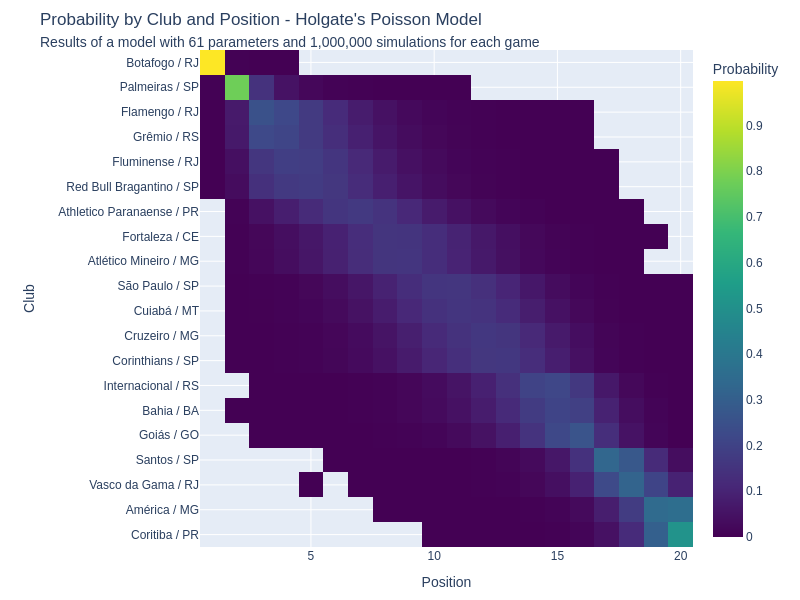 Probability by Club and Position - Holgate's Poisson Model
Results of a model with 61 parameters and 1,000,000 simulations for each game
Probability
Club
Botafogo / RJ
Palmeiras / SP
Flamengo / RJ
Grêmio / RS
Fluminense / RJ
Red Bull Bragantino / SP
Athletico Paranaense / PR
Fortaleza / CE
Atlético Mineiro / MG
São Paulo / SP
Cuiabá / MT
Cruzeiro / MG
Corinthians / SP
Internacional / RS
Bahia / BA
Goiás / GO
Santos / SP
Vasco da Gama / RJ
América / MG
Coritiba / PR
0.9
0.8
0.7
0.6
0.5
0.4
0.3
0.2
0.1
0
5 10 15 20
Position